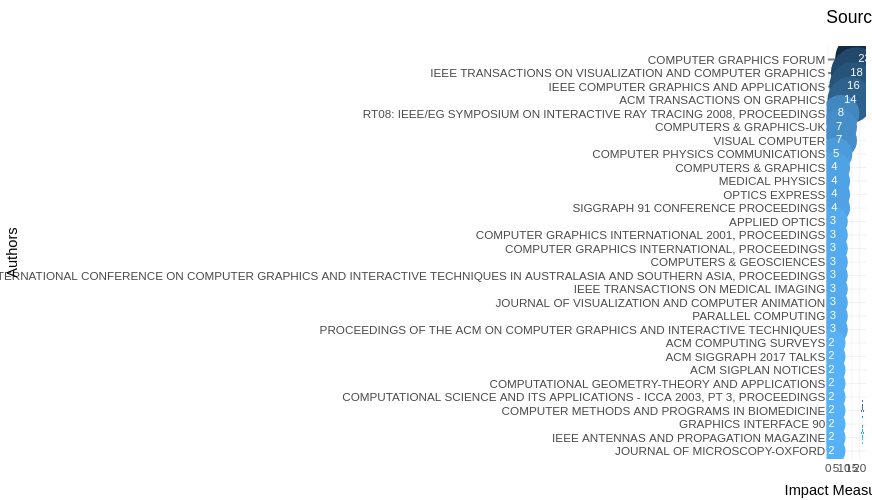 Sourc
COMPUTER GRAPHICS FORUM 23
IEEE TRANSACTIONS ON VISUALIZATION AND COMPUTER GRAPHICS 18
IEEE COMPUTER GRAPHICS AND APPLICATIONS 16
ACM TRANSACTIONS ON GRAPHICS 14
RT08: IEEE/EG SYMPOSIUM ON INTERACTIVE RAY TRACING 2008, PROCEEDINGS 8
COMPUTERS & GRAPHICS-UK 7
VISUAL COMPUTER 7
COMPUTER PHYSICS COMMUNICATIONS 5
COMPUTERS & GRAPHICS 4
MEDICAL PHYSICS 4
OPTICS EXPRESS 4
SIGGRAPH 91 CONFERENCE PROCEEDINGS 4
APPLIED OPTICS 3
COMPUTER GRAPHICS INTERNATIONAL 2001, PROCEEDINGS 3
COMPUTER GRAPHICS INTERNATIONAL, PROCEEDINGS 3
COMPUTERS & GEOSCIENCES 3
TERNATIONAL CONFERENCE ON COMPUTER GRAPHICS AND INTERACTIVE TECHNIQUES IN AUSTRALASIA AND SOUTHERN ASIA, PROCEEDINGS 3
IEEE TRANSACTIONS ON MEDICAL IMAGING 3
JOURNAL OF VISUALIZATION AND COMPUTER ANIMATION 3
PARALLEL COMPUTING 3
PROCEEDINGS OF THE ACM ON COMPUTER GRAPHICS AND INTERACTIVE TECHNIQUES 3
ACM COMPUTING SURVEYS 2
ACM SIGGRAPH 2017 TALKS 2
ACM SIGPLAN NOTICES 2
COMPUTATIONAL GEOMETRY-THEORY AND APPLICATIONS 2
COMPUTATIONAL SCIENCE AND ITS APPLICATIONS - ICCA 2003, PT 3, PROCEEDINGS 2
COMPUTER METHODS AND PROGRAMS IN BIOMEDICINE 2
GRAPHICS INTERFACE 90 2
IEEE ANTENNAS AND PROPAGATION MAGAZINE 2
JOURNAL OF MICROSCOPY-OXFORD 2
Authors
0 5 10 15 20
Impact Measu